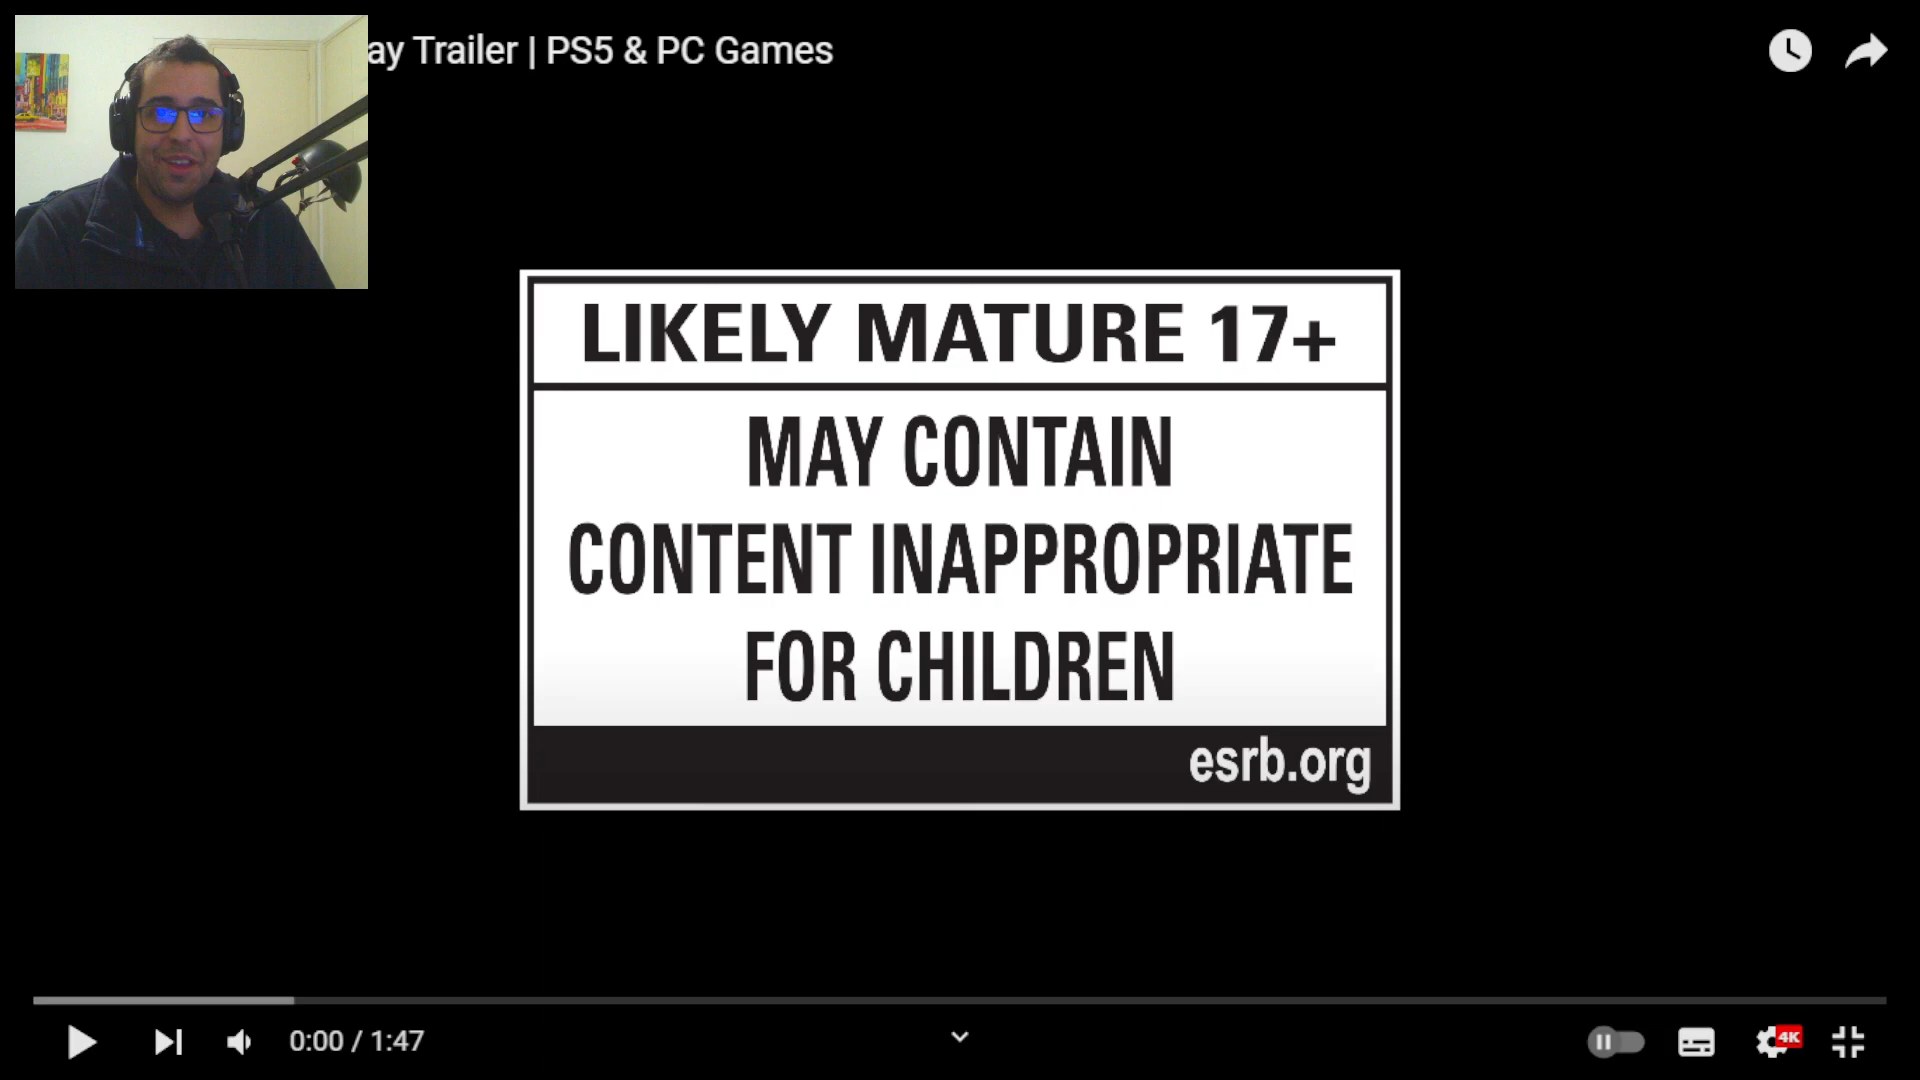 ay Trailer | PS5 & PC Games
LIKELY MATURE 17+
MAY CONTAIN
CONTENT INAPPROPRIATE
FOR CHILDREN
esrb.org
0:00 / 1:47
4K